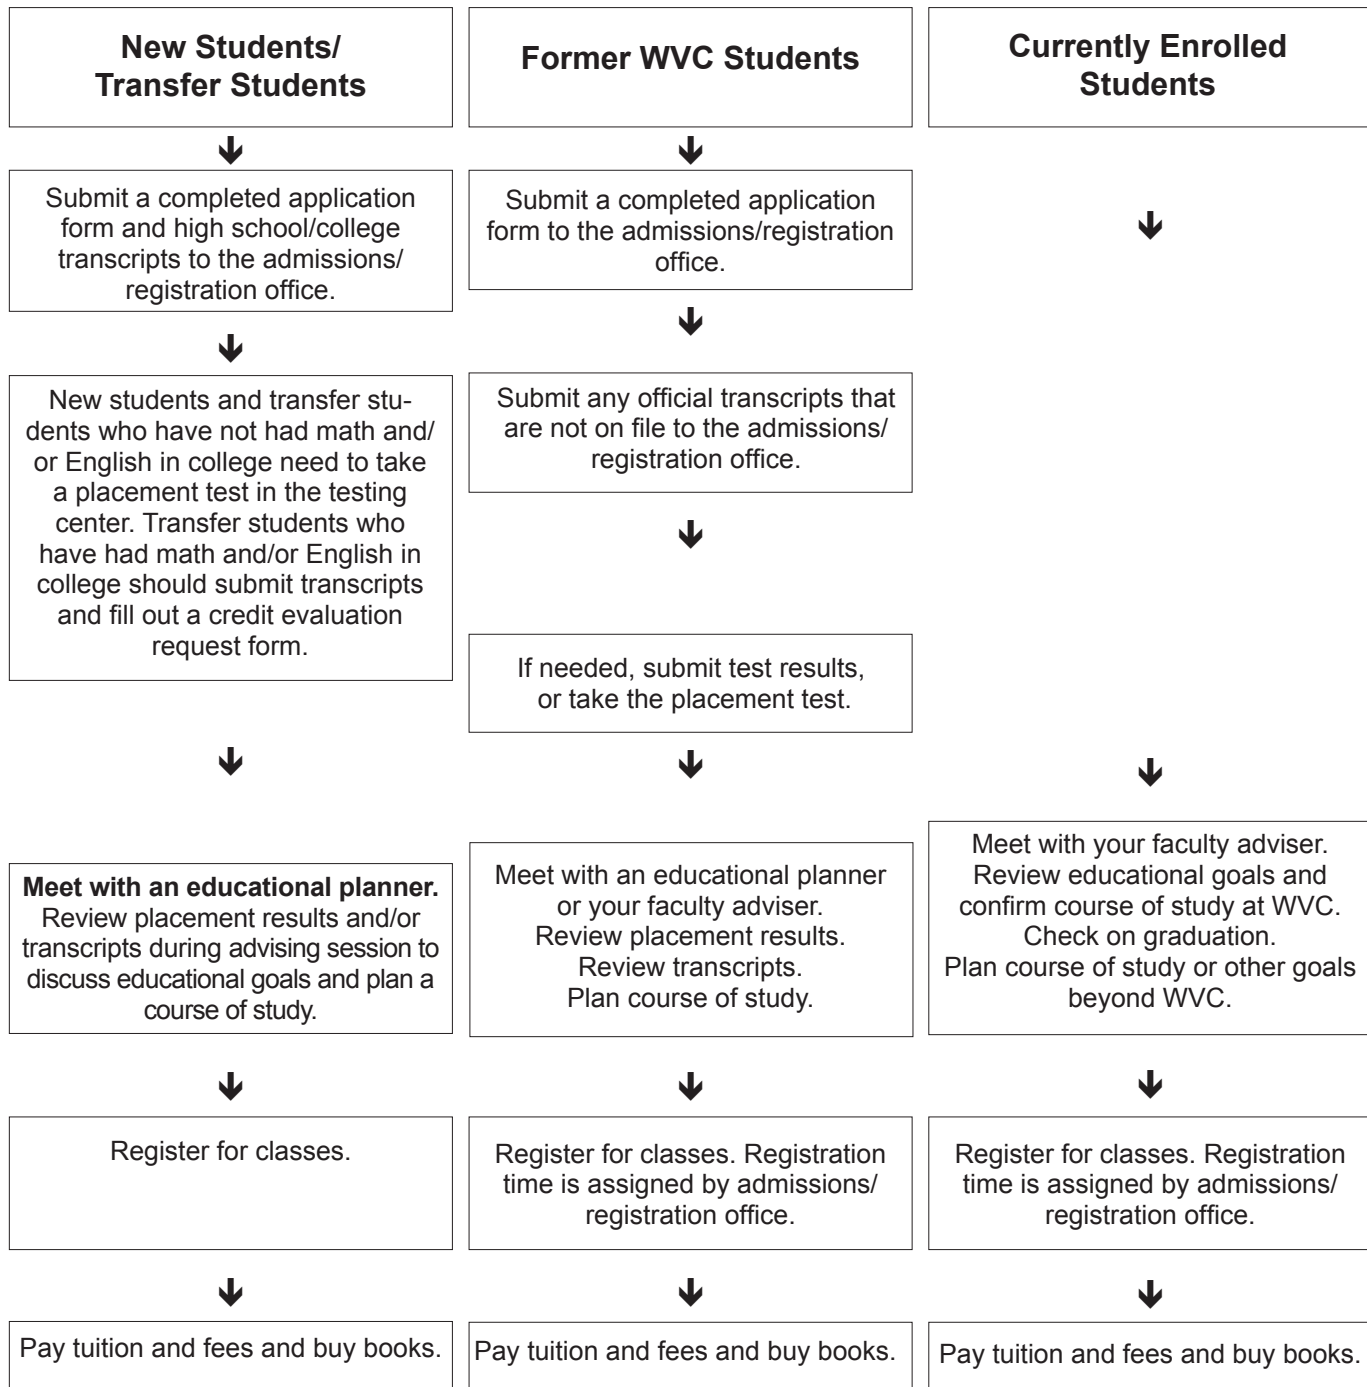 New Students/
Transfer Students
Submit a completed application
form and high school/college
transcripts to the admissions/
registration office.
New students and transfer stu-
dents who have not had math and/
or English in college need to take
a placement test in the testing
center. Transfer students who
have had math and/or English in
college should submit transcripts
and fill out a credit evaluation
request form.
Meet with an educational planner.
Review placement results and/or
transcripts during advising session to
discuss educational goals and plan a
course of study.
Register for classes.
Pay tuition and fees and buy books.
Former WVC Students
Submit a completed application
form to the admissions/registration
office.
Submit any official transcripts that
are not on file to the admissions/
registration office.
If needed, submit test results,
or take the placement test.
Meet with an educational planner
or your faculty adviser.
Review placement results.
Review transcripts.
Plan course of study.
Register for classes. Registration
time is assigned by admissions/
registration office.
Pay tuition and fees and buy books.
Currently Enrolled
Students
Meet with your faculty adviser.
Review educational goals and
confirm course of study at WVC.
Check on graduation.
Plan course of study or other goals
beyond WVC.
Register for classes. Registration
time is assigned by admissions/
registration office.
Pay tuition and fees and buy books.